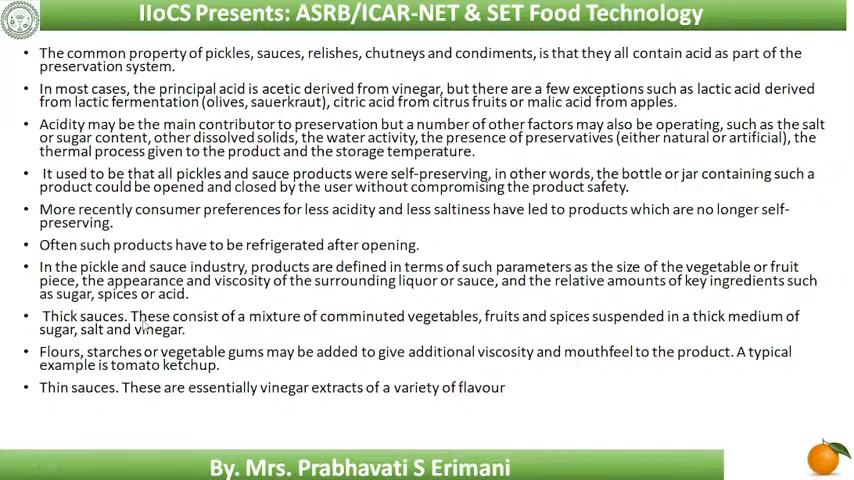 IIoCS Presents: ASRB/ICAR-NET & SET Food Technology
• The common property of pickles, sauces, relishes, chutneys and condiments, is that they all contain acid as part of the
preservation system.
• In most cases, the principal acid is acetic derived from vinegar, but there are a few exceptions such as lactic acid derived
from lactic fermentation (olives, sauerkraut), citric acid from citrus fruits or malic acid from apples.
• Acidity may be the main contributor to preservation but a number of other factors may also be operating, such as the salt
or sugar content, other dissolved solids, the water activity, the presence of preservatives (either natural or artificial), the
thermal process given to the product and the storage temperature.
• It used to be that all pickles and sauce products were self-preserving, in other words, the bottle or jar containing such a
product could be opened and closed by the user without compromising the product safety.
• More recently consumer preferences for less acidity and less saltiness have led to products which are no longer self-
preserving.
• Often such products have to be refrigerated after opening.
• In the pickle and sauce industry, products are defined in terms of such parameters as the size of the vegetable or fruit
piece, the appearance and viscosity of the surrounding liquor or sauce, and the relative amounts of key ingredients such
as sugar, spices or acid.
• Thick sauces. These consist of a mixture of comminuted vegetables, fruits and spices suspended in a thick medium of
sugar, salt and vinegar.
• Flours, starches or vegetable gums may be added to give additional viscosity and mouthfeel to the product. A typical
example is tomato ketchup.
• Thin sauces. These are essentially vinegar extracts of a variety of flavour
By. Mrs. Prabhavati S Erimani